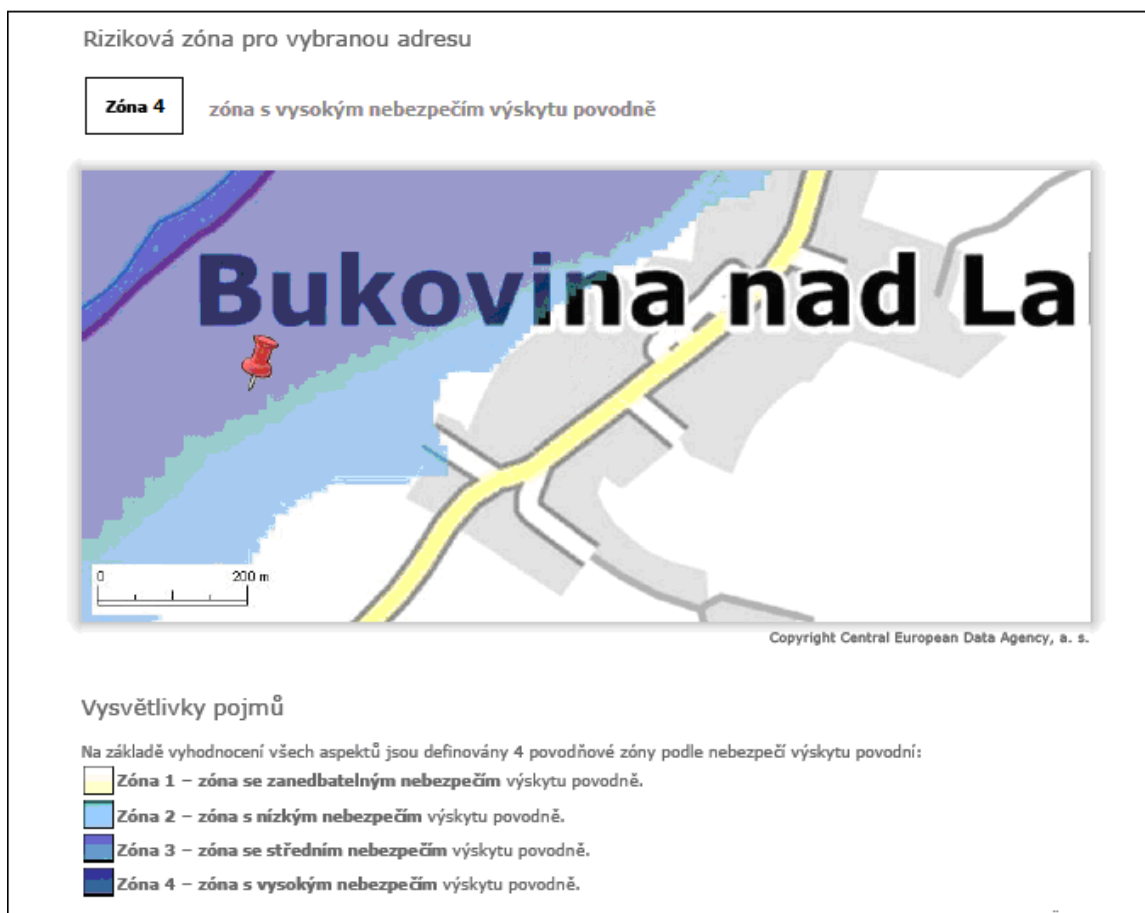 Riziková zóna pro vybranou adresu
Zóna 4
zóna s vysokým nebezpečím výskytu povodně
Bukovina nad La
0 200 m
Copyright Central European Data Agency, a. s.
Vysvětlivky pojmů
Na základě vyhodnocení všech aspektů jsou definovány 4 povodňové zóny podle nebezpečí výskytu povodní:
Zóna 1 – zóna se zanedbatelným nebezpečím výskytu povodně.
Zóna 2 – zóna s nízkým nebezpečím výskytu povodně.
Zóna 3 – zóna se středním nebezpečím výskytu povodně.
Zóna 4 – zóna s vysokým nebezpečím výskytu povodně.